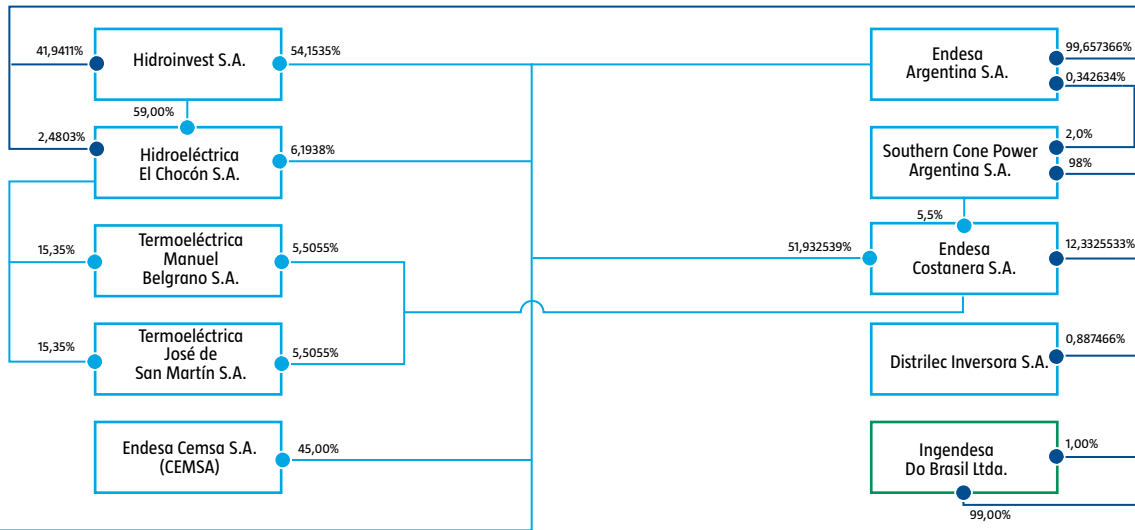 41,9411%
Hidroinvest S.A.
54,1535%
59,00%
2,4803%
Hidroeléctrica
El Chocón S.A.
6,1938%
15,35%
Termoeléctrica
Manuel
Belgrano S.A.
5,5055%
15,35%
Termoeléctrica
José de
San Martín S.A.
5,5055%
Endesa Cemsa S.A.
(CEMSA)
45,00%
Endesa
Argentina S.A.
99,657366%
0,342634%
Southern Cone Power
Argentina S.A.
2,0%
98%
5,5%
51,932539%
Endesa
Costanera S.A.
12,3325533%
Distrilec Inversora S.A.
0,887466%
Ingendesa
Do Brasil Ltda.
1,00%
99,00%